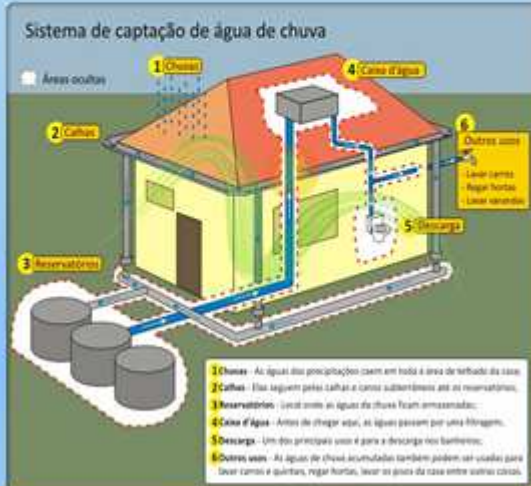 Sistema de captação de água de chuva
Áreas ocultas
1 Chuvas
4 Caixa d'água
2 Calhas
6
Outros usos
- Lavar carros
- Regar hortas
- Lavar varandas
5 Descarga
3 Reservatórios
1 Chuvas - As águas das precipitações caem em toda a área de telhado da casa;
2 Calhas - Elas seguem pelas calhas e canos subterrâneos até os reservatórios;
3 Reservatórios - Local onde as águas da chuva ficam armazenadas;
4 Caixa d'Água - Antes de chegar aqui, as águas passam por uma filtragem;
5 Descarga - Um dos principais usos é para a descarga nos banheiros;
6 Outros usos - As águas de chuva acumuladas também podem ser usadas para
lavar carros e quintais, regar hortas, lavar os pisos da casa entre outras coisas.